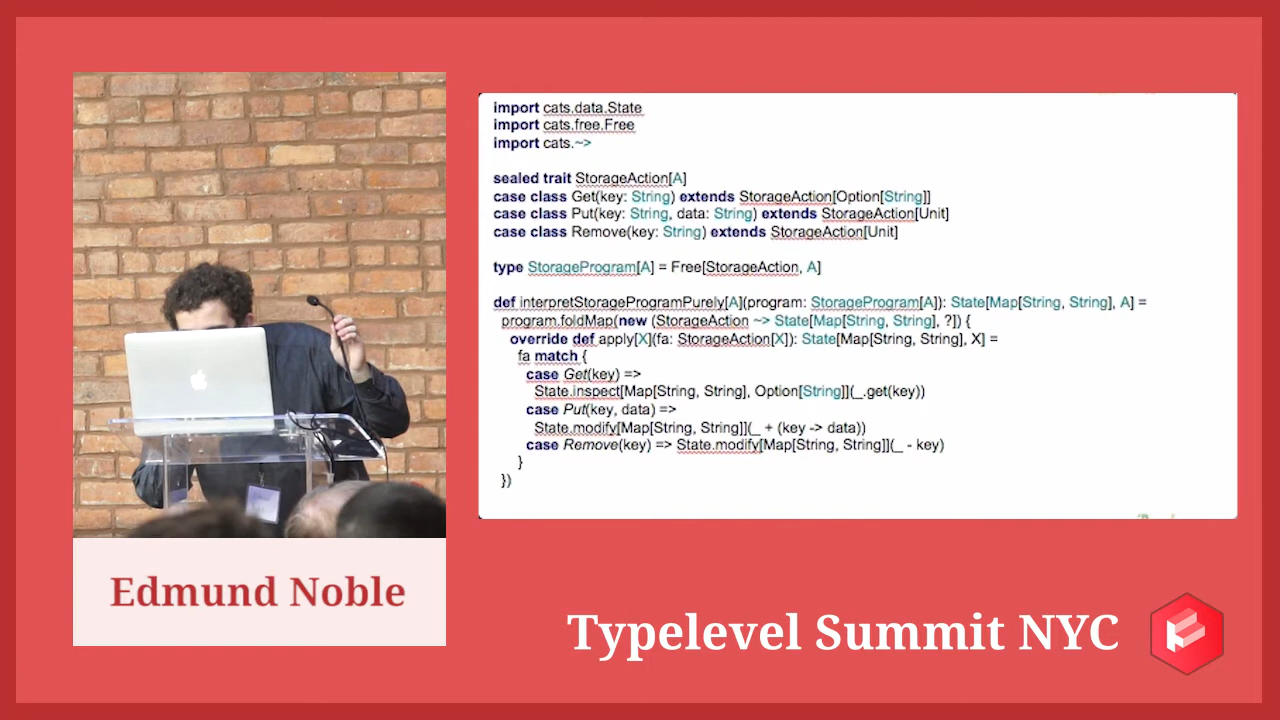 import cats.data.State
import cats.free.Free
import cats.~>
sealed trait StorageAction[A]
case class Get(key: String) extends StorageAction[Option[String]]
case class Put(key: String, data: String) extends StorageAction[Unit]
case class Remove(key: String) extends StorageAction[Unit]
type StorageProgram[A] = Free[StorageAction, A]
def interpretStorageProgramPurely[A](program: StorageProgram[A]): State[Map[String, String], A] =
program.foldMap(new (StorageAction ~> State[Map[String, String], ?]) {
override def apply[X](fa: StorageAction[X]): State[Map[String, String], X] =
fa match {
case Get(key) =>
State.inspect[Map[String, String], Option[String]](_.get(key))
case Put(key, data) =>
State.modify[Map[String, String]](_ + (key -> data))
case Remove(key) => State.modify[Map[String, String]](_ - key)
}
})
Edmund Noble
Typelevel Summit NYC